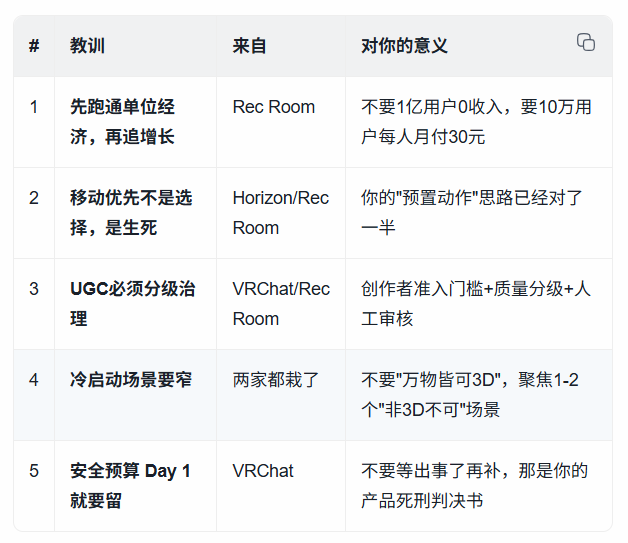 # 教训 来自 对你的意义
1 先跑通单位经 Rec Room 不要1亿用户0收入，要10万用
济，再追增长 户每人月付30元
2 移动优先不是选 Horizon/Rec 你的"预置动作"思路已经对了
择，是生死 Room 一半
3 UGC必须分级治 VRChat/Rec 创作者准入门槛+质量分级+人
理 Room 工审核
4 冷启动场景要窄 两家都栽了 不要"万物皆可3D"，聚焦1-2
个"非3D不可"场景
5 安全预算 Day 1 VRChat 不要等出事了再补，那是你的
就要留 产品死刑判决书